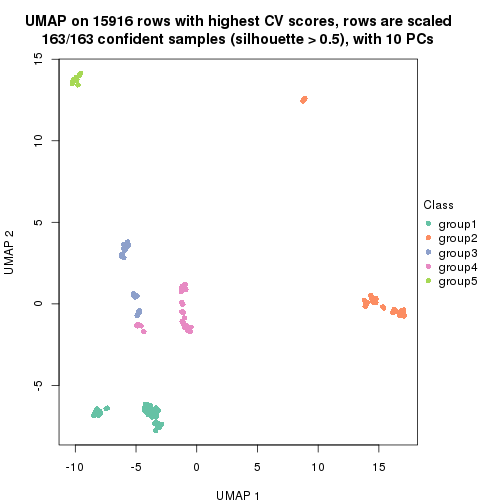 UMAP on 15916 rows with highest CV scores, rows are scaled
163/163 confident samples (silhouette > 0.5), with 10 PCs
15
10
5
0
-5
UMAP 2
-10
-5
0
5
10
15
UMAP 1
Class
group1
group2
group3
group4
group5